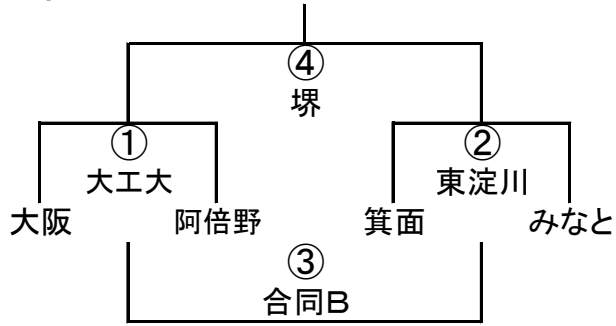 ④
堺
①
大工大
②
東淀川
大阪
阿倍野
箕面
みなと
③
合同B